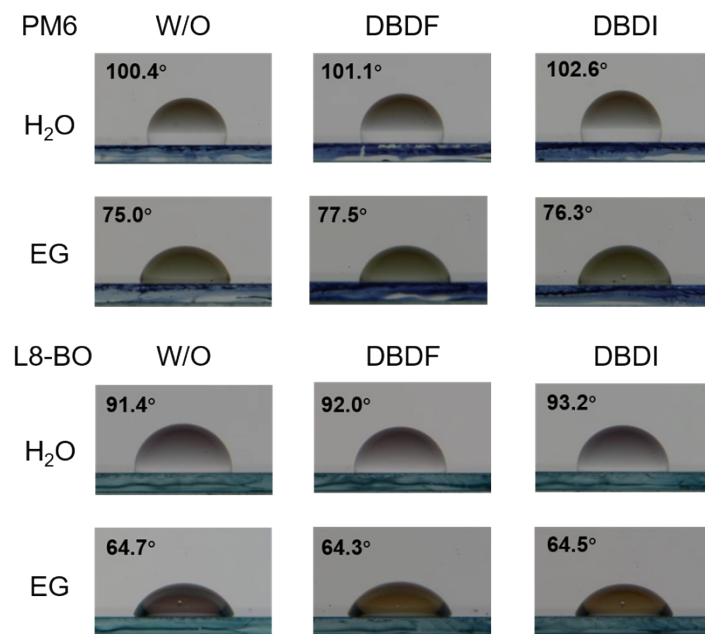 PM6 W/O DBDF DBDI
H₂O 100.4° 101.1° 102.6°
EG 75.0° 77.5° 76.3°
L8-BO W/O DBDF DBDI
H₂O 91.4° 92.0° 93.2°
EG 64.7° 64.3° 64.5°